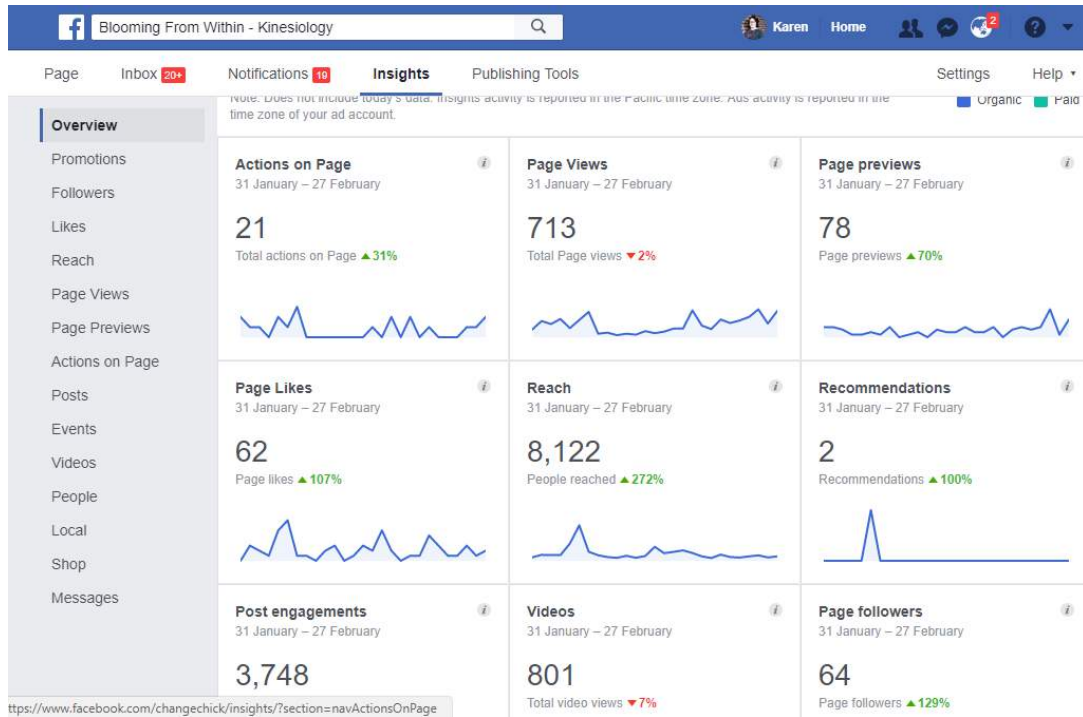 Blooming From Within - Kinesiology
Karen Home 2 ?
Page Inbox 20+ Notifications 19 Insights Publishing Tools Settings Help
Overview
Promotions
Followers
Likes
Reach
Page Views
Page Previews
Actions on Page
Posts
Events
Videos
People
Local
Shop
Messages
Note: Does not include today's data. Insights activity is reported in the Pacific time zone. Ads activity is reported in the
time zone of your ad account.
Organic Paid
Actions on Page
31 January – 27 February
21
Total actions on Page 31%
Page Views
31 January – 27 February
713
Total Page views 2%
Page previews
31 January – 27 February
78
Page previews 70%
Page Likes
31 January – 27 February
62
Page likes 107%
Reach
31 January – 27 February
8,122
People reached 272%
Recommendations
31 January – 27 February
2
Recommendations 100%
Post engagements
31 January – 27 February
3,748
Videos
31 January – 27 February
801
Total video views 7%
Page followers
31 January – 27 February
64
Page followers 129%
ttps://www.facebook.com/changechick/insights/?section=navActionsOnPage